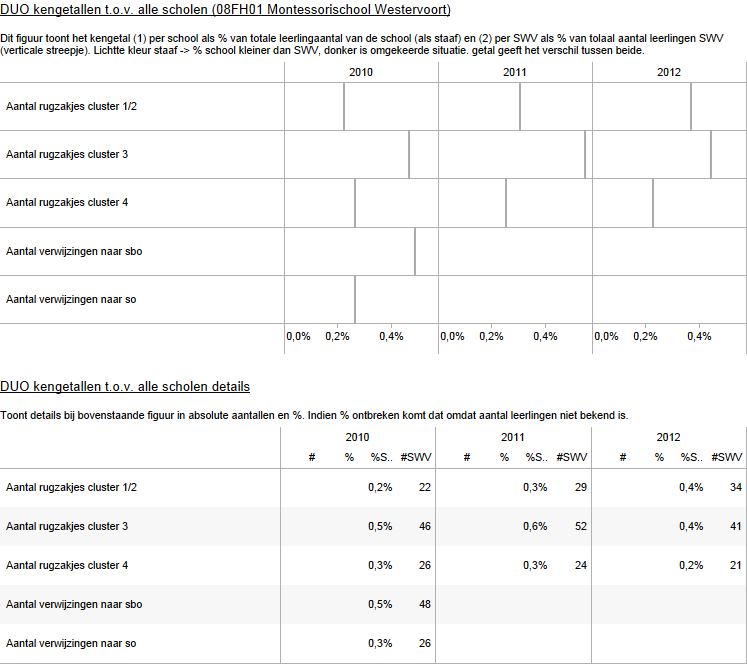 DUO kengetallen t.o.v. alle scholen (08FH01 Montessorischool Westervoort)
Dit figuur toont het kengetal (1) per school als % van totale leerlingaantal van de school (als staaf) en (2) per SWV als % van tolaal aantal leerlingen SWV
(verticale streepje). Lichtte kleur staaf -> % school kleiner dan SWV, donker is omgekeerde situatie. getal geeft het verschil tussen beide.
2010 2011 2012
Aantal rugzakjes cluster 1/2
Aantal rugzakjes cluster 3
Aantal rugzakjes cluster 4
Aantal verwijzingen naar sbo
Aantal verwijzingen naar so
0,0% 0,2% 0,4% 0,0% 0,2% 0,4% 0,0% 0,2% 0,4%
DUO kengetallen t.o.v. alle scholen details
Toont details bij bovenstaande figuur in absolute aantallen en %. Indien % ontbreken komt dat omdat aantal leerlingen niet bekend is.
2010 2011 2012
# % %S.. #SWV # % %S.. #SWV # % %S.. #SWV
Aantal rugzakjes cluster 1/2 0,2% 22 0,3% 29 0,4% 34
Aantal rugzakjes cluster 3 0,5% 46 0,6% 52 0,4% 41
Aantal rugzakjes cluster 4 0,3% 26 0,3% 24 0,2% 21
Aantal verwijzingen naar sbo 0,5% 48
Aantal verwijzingen naar so 0,3% 26